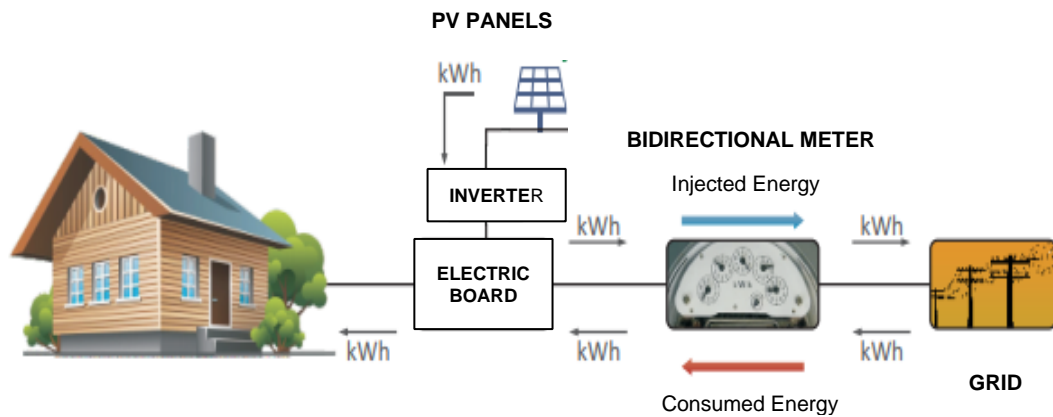 PV PANELS
kWh
BIDIRECTIONAL METER
Injected Energy
INVERTER
kWh
kWh
ELECTRIC
BOARD
kWh
kWh
kWh
GRID
Consumed Energy